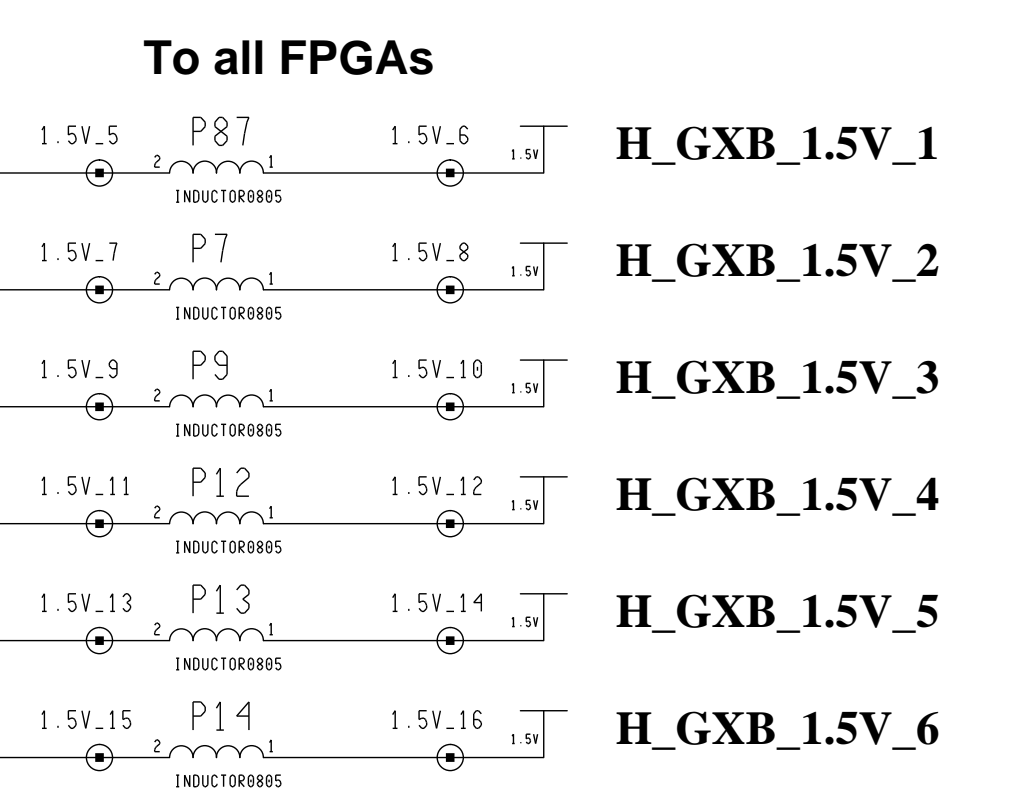 To all FPGAs
1.5V_5 P87 1.5V_6 H_GXB_1.5V_1
2 1 1.5V
INDUCTOR0805
1.5V_7 P7 1.5V_8 H_GXB_1.5V_2
2 1 1.5V
INDUCTOR0805
1.5V_9 P9 1.5V_10 H_GXB_1.5V_3
2 1 1.5V
INDUCTOR0805
1.5V_11 P12 1.5V_12 H_GXB_1.5V_4
2 1 1.5V
INDUCTOR0805
1.5V_13 P13 1.5V_14 H_GXB_1.5V_5
2 1 1.5V
INDUCTOR0805
1.5V_15 P14 1.5V_16 H_GXB_1.5V_6
2 1 1.5V
INDUCTOR0805